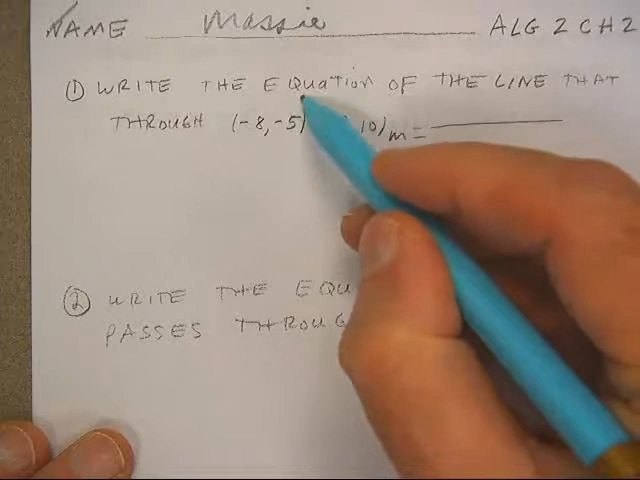 NAME Massie ALG 2 CH 2
① WRITE THE EQUATION OF THE LINE THAT
THROUGH (-8,-5) 10) m =
② WRITE THE EQU
PASSES THROUG